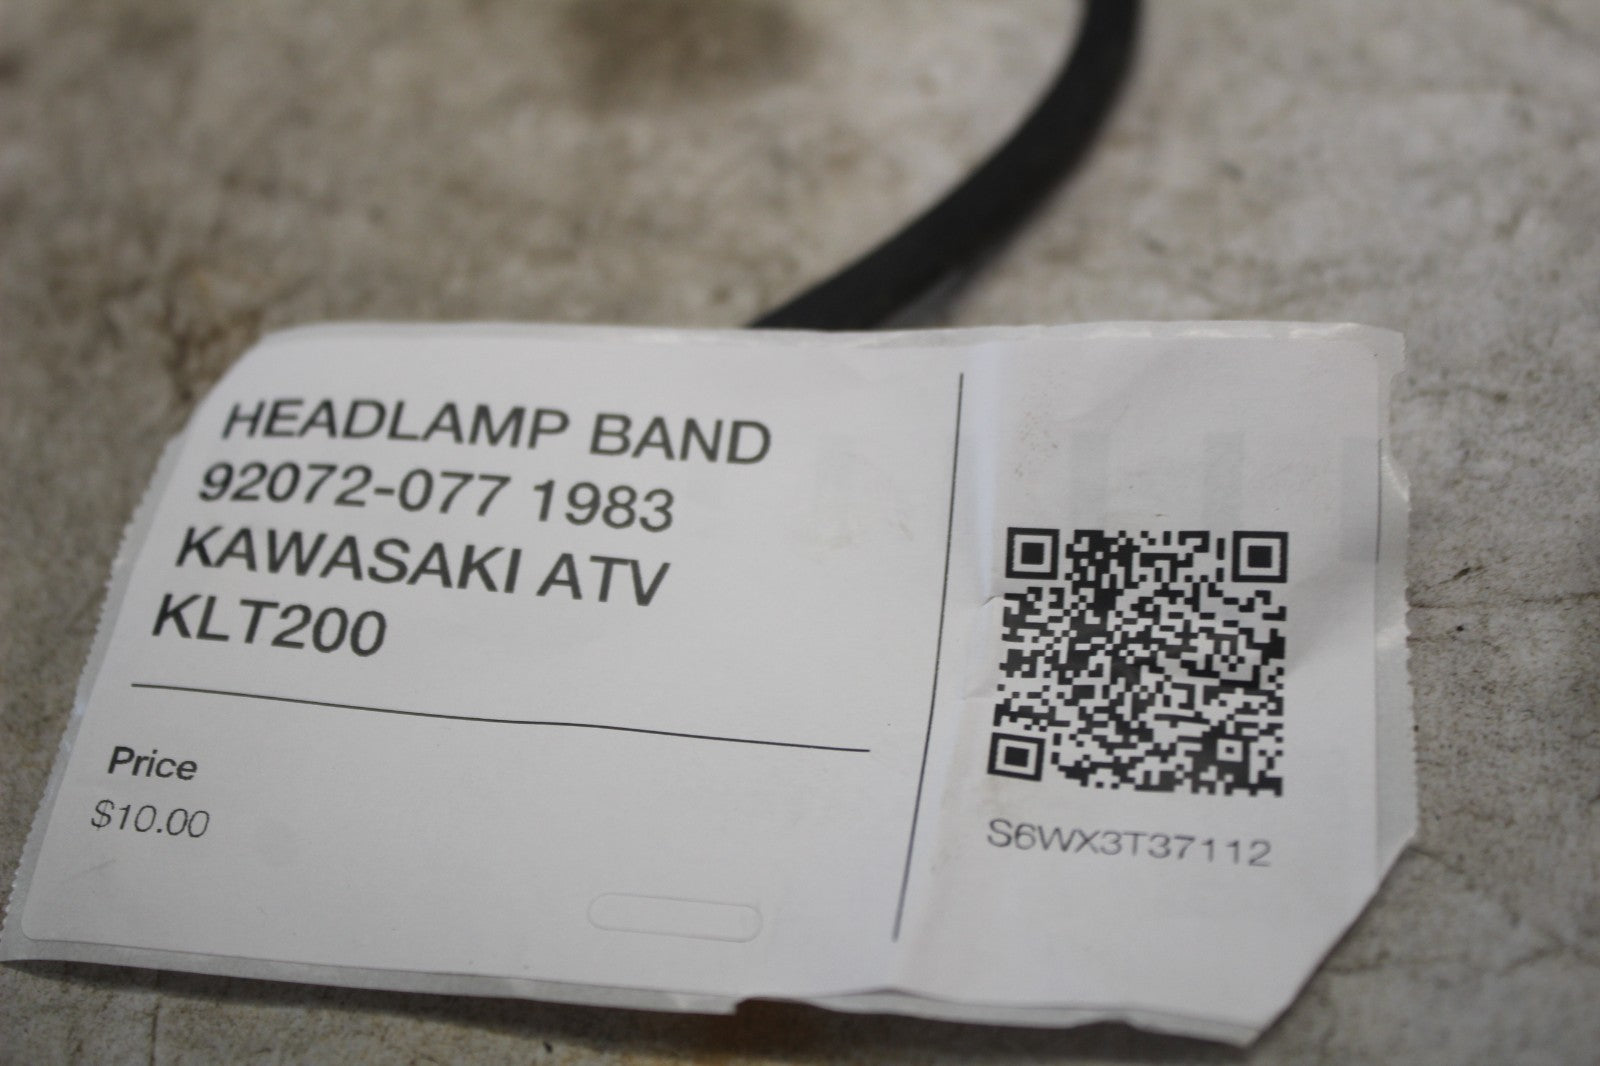 HEADLAMP BAND
92072-077 1983
KAWASAKI ATV
KLT200
Price
$10.00
S6WX3T37112